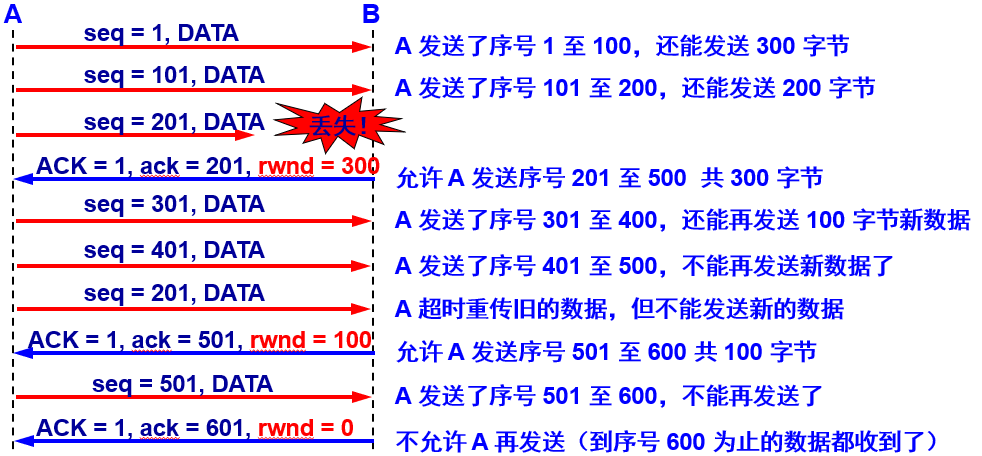 A B
seq = 1, DATA
A 发送了序号 1 至 100，还能发送 300 字节
seq = 101, DATA
A 发送了序号 101 至 200，还能发送 200 字节
seq = 201, DATA
丢失！
ACK = 1, ack = 201, rwnd = 300
允许 A 发送序号 201 至 500 共 300 字节
seq = 301, DATA
A 发送了序号 301 至 400，还能再发送 100 字节新数据
seq = 401, DATA
A 发送了序号 401 至 500，不能再发送新数据了
seq = 201, DATA
A 超时重传旧的数据，但不能发送新的数据
ACK = 1, ack = 501, rwnd = 100
允许 A 发送序号 501 至 600 共 100 字节
seq = 501, DATA
A 发送了序号 501 至 600，不能再发送了
ACK = 1, ack = 601, rwnd = 0
不允许 A 再发送（到序号 600 为止的数据都收到了）